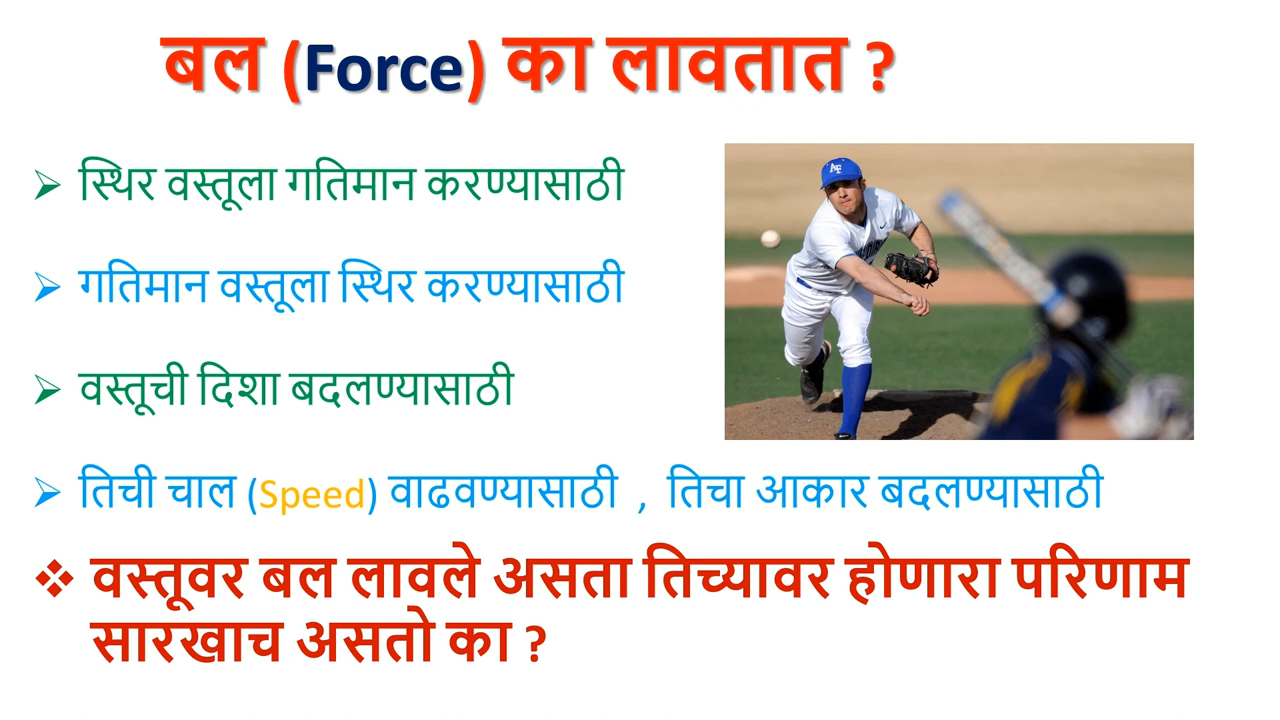 बल (Force) का लावतात ?
➢ स्थिर वस्तूला गतिमान करण्यासाठी
➢ गतिमान वस्तूला स्थिर करण्यासाठी
➢ वस्तूची दिशा बदलण्यासाठी
➢ तिची चाल (Speed) वाढवण्यासाठी , तिचा आकार बदलण्यासाठी
❖ वस्तूवर बल लावले असता तिच्यावर होणारा परिणाम
सारखाच असतो का ?
AF